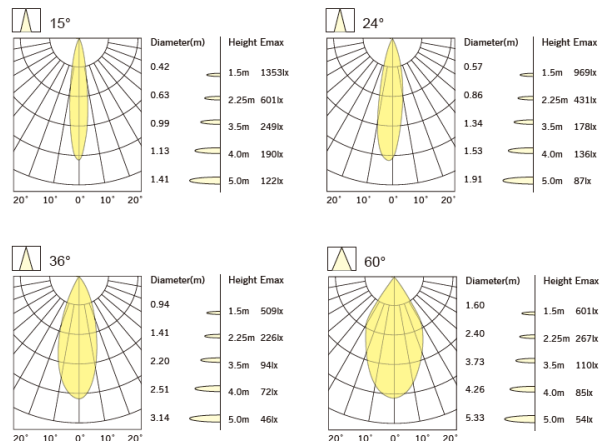 15°
Diameter(m) Height Emax
0.42 1.5m 1353lx
0.63 2.25m 601lx
0.99 3.5m 249lx
1.13 4.0m 190lx
1.41 5.0m 122lx
20° 10° 0° 10° 20°
24°
Diameter(m) Height Emax
0.57 1.5m 969lx
0.86 2.25m 431lx
1.34 3.5m 178lx
1.53 4.0m 136lx
1.91 5.0m 87lx
20° 10° 0° 10° 20°
36°
Diameter(m) Height Emax
0.94 1.5m 509lx
1.41 2.25m 226lx
2.20 3.5m 94lx
2.51 4.0m 72lx
3.14 5.0m 46lx
20° 10° 0° 10° 20°
60°
Diameter(m) Height Emax
1.60 1.5m 601lx
2.40 2.25m 267lx
3.73 3.5m 110lx
4.26 4.0m 85lx
5.33 5.0m 54lx
20° 10° 0° 10° 20°